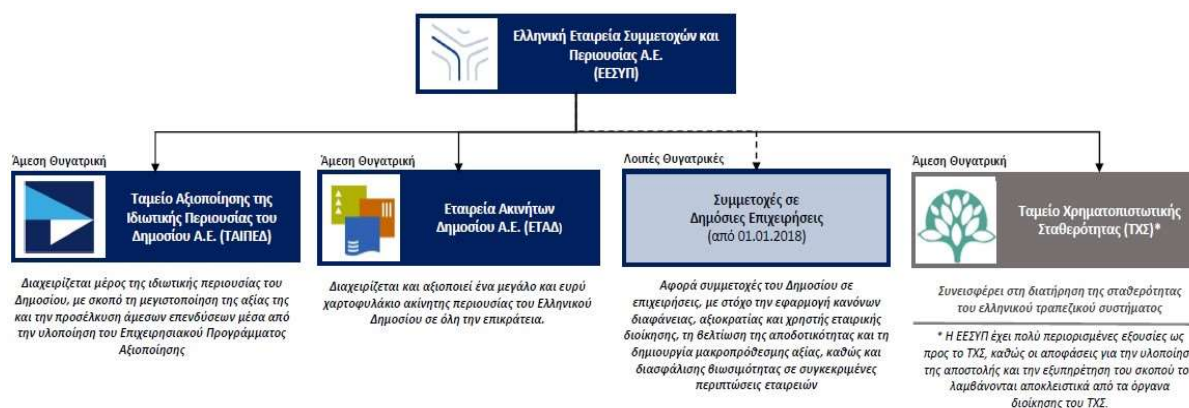 Ελληνική Εταιρεία Συμμετοχών και
Περιουσίας Α.Ε.
(ΕΕΣΥΠ)
Άμεση Θυγατρική
Ταμείο Αξιοποίησης της
Ιδιωτικής Περιουσίας του
Δημοσίου Α.Ε. (ΤΑΙΠΕΔ)
Διαχειρίζεται μέρος της ιδιωτικής περιουσίας του
Δημοσίου, με σκοπό τη μεγιστοποίηση της αξίας της
και την προσέλκυση άμεσων επενδύσεων μέσα από
την υλοποίηση του Επιχειρησιακού Προγράμματος
Αξιοποίησης
Άμεση Θυγατρική
Εταιρεία Ακινήτων
Δημοσίου Α.Ε. (ΕΤΑΔ)
Διαχειρίζεται και αξιοποιεί ένα μεγάλο και ευρύ
χαρτοφυλάκιο ακίνητης περιουσίας του Ελληνικού
Δημοσίου σε όλη την επικράτεια.
Λοιπές Θυγατρικές
Συμμετοχές σε
Δημόσιες Επιχειρήσεις
(από 01.01.2018)
Αφορά συμμετοχές του Δημοσίου σε
επιχειρήσεις, με στόχο την εφαρμογή κανόνων
διαφάνειας, αξιοκρατίας και χρηστής εταιρικής
διοίκησης, τη βελτίωση της αποδοτικότητας και τη
δημιουργία μακροπρόθεσμης αξίας, καθώς και
διασφάλισης βιωσιμότητας σε συγκεκριμένες
περιπτώσεις εταιρειών
Άμεση Θυγατρική
Ταμείο Χρηματοπιστωτικής
Σταθερότητας (ΤΧΣ)*
Συνεισφέρει στη διατήρηση της σταθερότητας
του ελληνικού τραπεζικού συστήματος
* Η ΕΕΣΥΠ έχει πολύ περιορισμένες εξουσίες ως
προς το ΤΧΣ, καθώς οι αποφάσεις για την υλοποίησ
της αποστολής και την εξυπηρέτηση του σκοπού το
λαμβάνονται αποκλειστικά από τα όργανα
διοίκησης του ΤΧΣ.